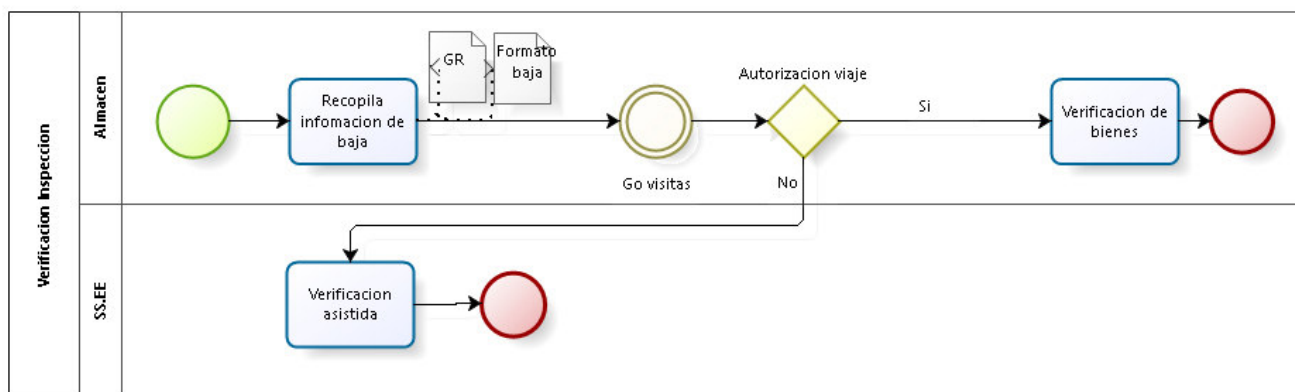 Verificacion Inspeccion
Almacen
Recopila
infomacion de
baja
GR
Formato
baja
Go visitas
Autorizacion viaje
Si
No
Verificacion de
bienes
SS.EE
Verificacion
asistida